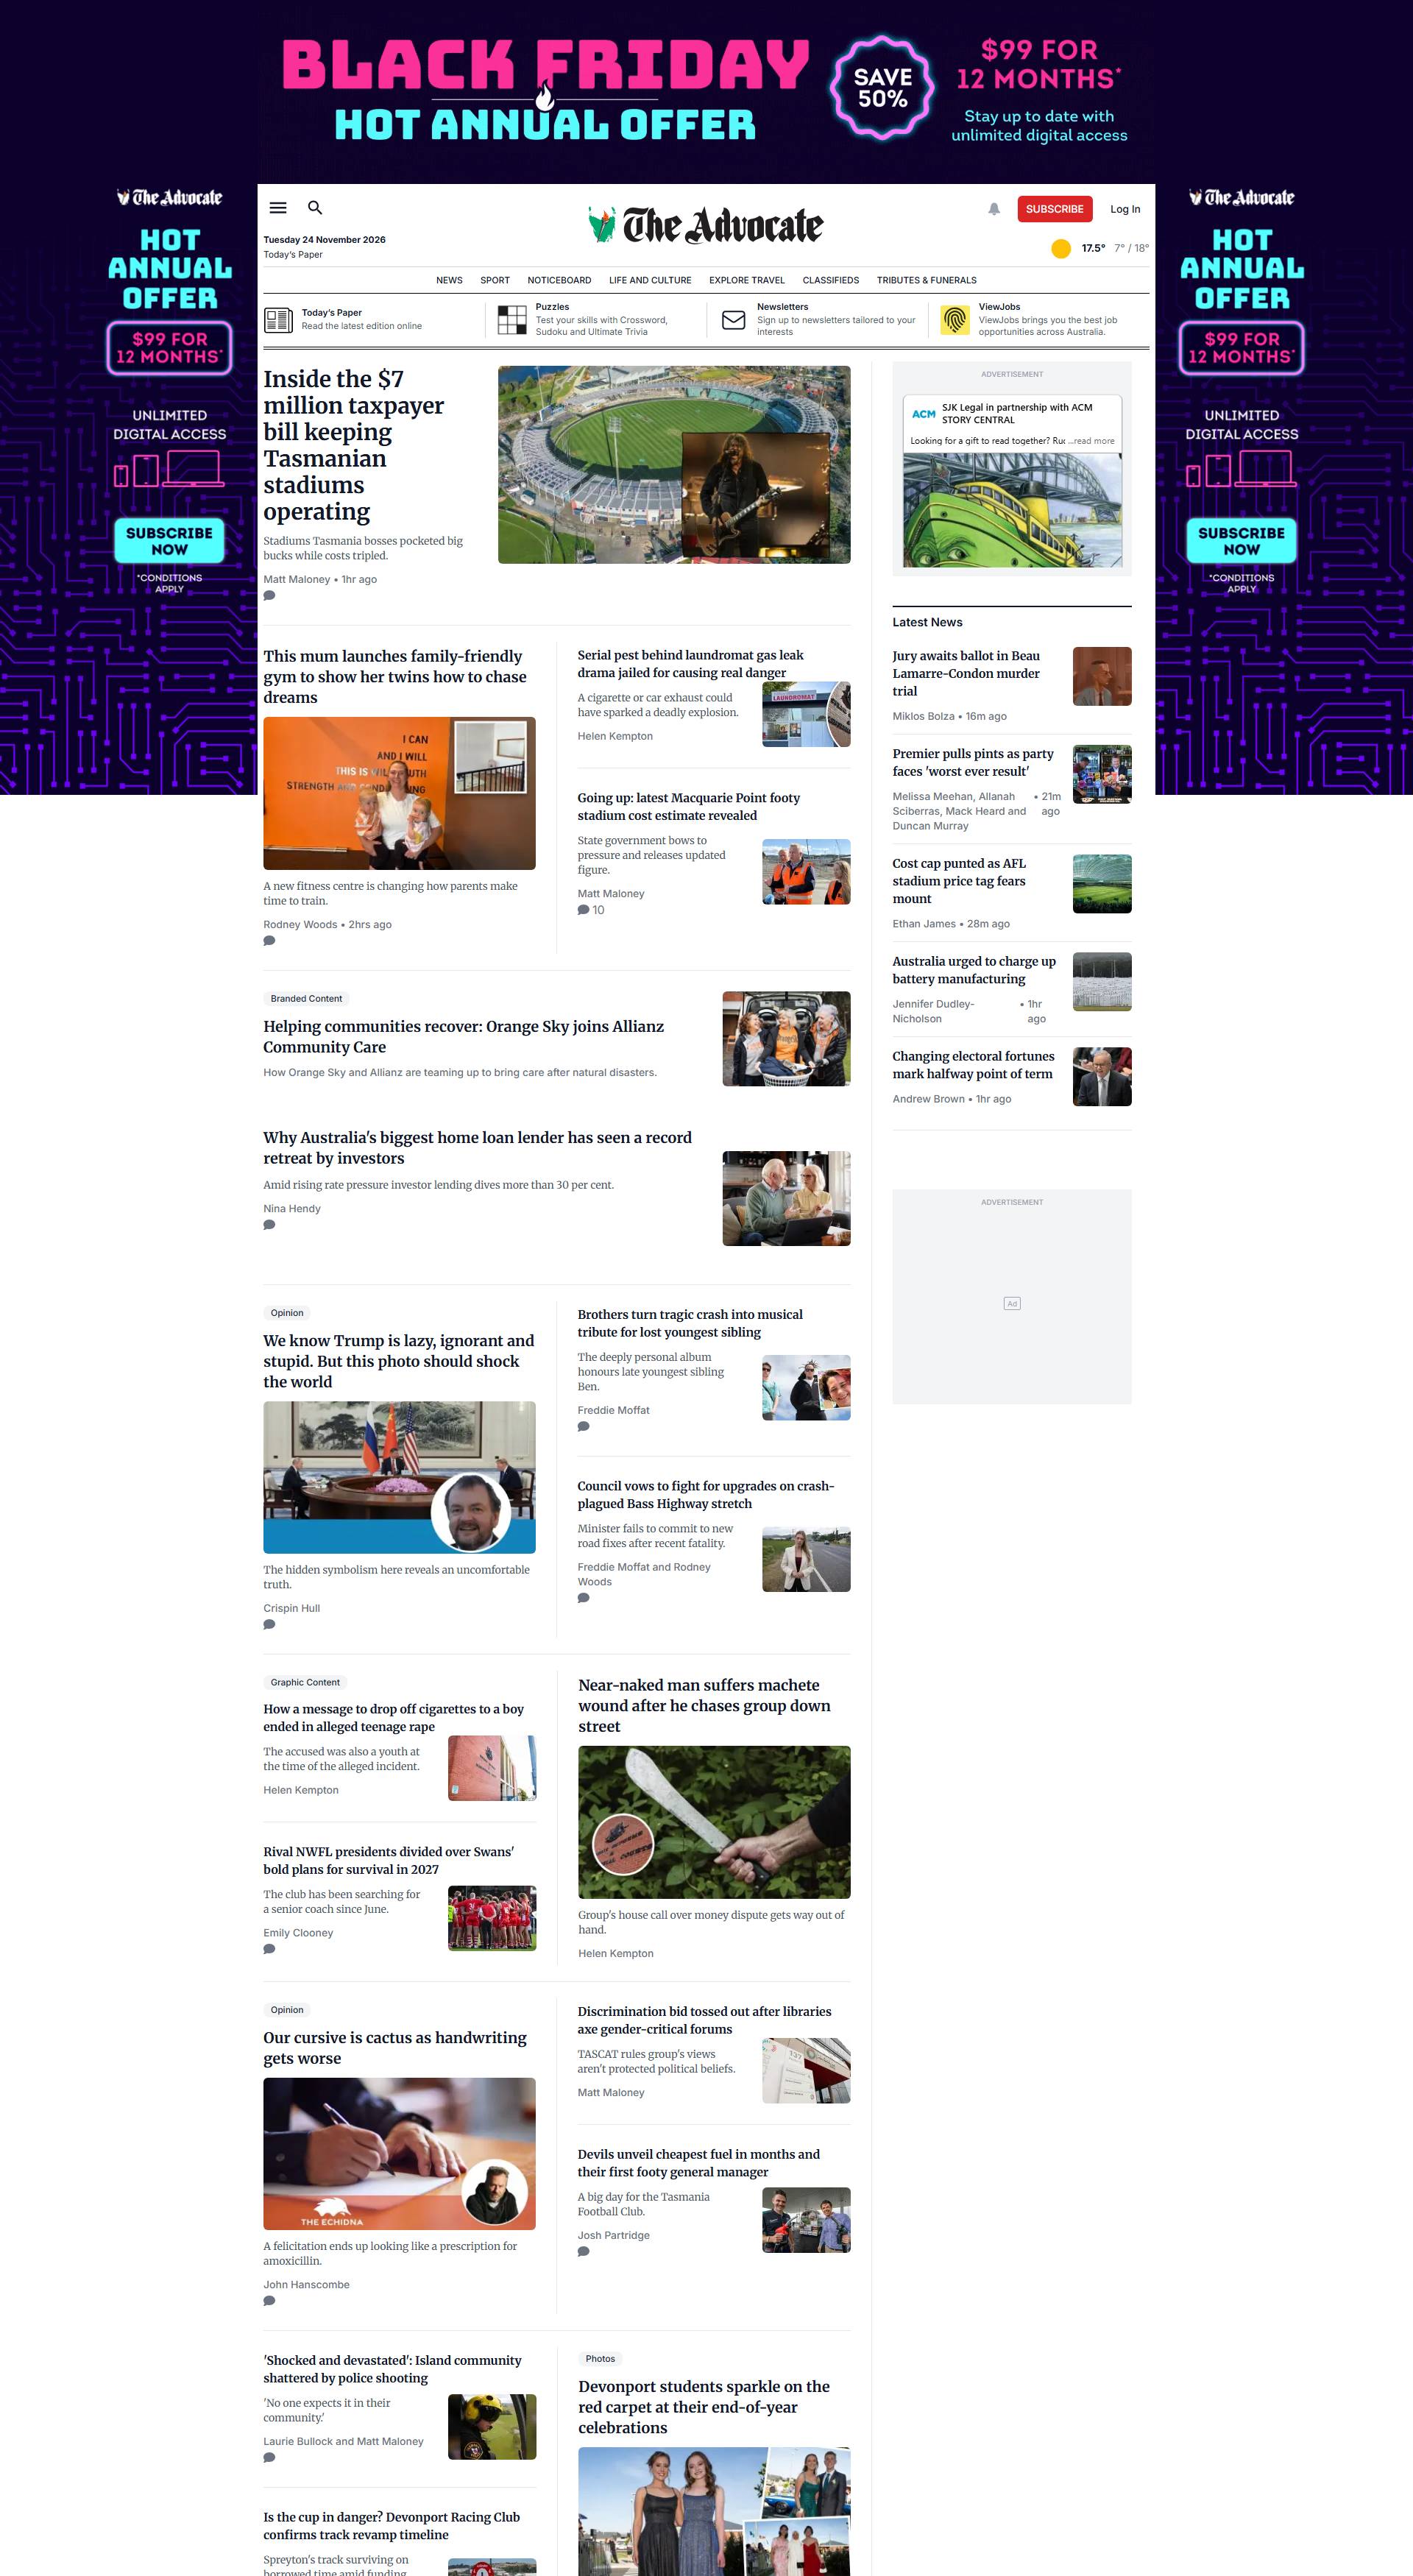 BLACK FRIDAY
HOT ANNUAL OFFER
SAVE
50%
$99 FOR
12 MONTHS*
Stay up to date with
unlimited digital access
The Advocate
HOT
ANNUAL
OFFER
$99 FOR
12 MONTHS*
UNLIMITED
DIGITAL ACCESS
SUBSCRIBE
NOW
*CONDITIONS
APPLY
The Advocate
HOT
ANNUAL
OFFER
$99 FOR
12 MONTHS*
UNLIMITED
DIGITAL ACCESS
SUBSCRIBE
NOW
*CONDITIONS
APPLY
The Advocate
SUBSCRIBE
Log In
Tuesday 24 November 2026
Today's Paper
17.5° 7° / 18°
NEWS SPORT NOTICEBOARD LIFE AND CULTURE EXPLORE TRAVEL CLASSIFIEDS TRIBUTES & FUNERALS
Today's Paper
Read the latest edition online
Puzzles
Test your skills with Crossword,
Sudoku and Ultimate Trivia
Newsletters
Sign up to newsletters tailored to your
interests
ViewJobs
ViewJobs brings you the best job
opportunities across Australia.
Inside the $7
million taxpayer
bill keeping
Tasmanian
stadiums
operating
Stadiums Tasmania bosses pocketed big
bucks while costs tripled.
Matt Maloney • 1hr ago
This mum launches family-friendly
gym to show her twins how to chase
dreams
I CAN
AND I WILL
THIS IS
STRENGTH
A new fitness centre is changing how parents make
time to train.
Rodney Woods • 2hrs ago
Serial pest behind laundromat gas leak
drama jailed for causing real danger
A cigarette or car exhaust could
have sparked a deadly explosion.
Helen Kempton
LAUNDROMAT
Going up: latest Macquarie Point footy
stadium cost estimate revealed
State government bows to
pressure and releases updated
figure.
Matt Maloney
10
Branded Content
Helping communities recover: Orange Sky joins Allianz
Community Care
How Orange Sky and Allianz are teaming up to bring care after natural disasters.
Why Australia's biggest home loan lender has seen a record
retreat by investors
Amid rising rate pressure investor lending dives more than 30 per cent.
Nina Hendy
Opinion
We know Trump is lazy, ignorant and
stupid. But this photo should shock
the world
The hidden symbolism here reveals an uncomfortable
truth.
Crispin Hull
Brothers turn tragic crash into musical
tribute for lost youngest sibling
The deeply personal album
honours late youngest sibling
Ben.
Freddie Moffat
Council vows to fight for upgrades on crash-
plagued Bass Highway stretch
Minister fails to commit to new
road fixes after recent fatality.
Freddie Moffat and Rodney
Woods
Graphic Content
How a message to drop off cigarettes to a boy
ended in alleged teenage rape
The accused was also a youth at
the time of the alleged incident.
Helen Kempton
Rival NWFL presidents divided over Swans'
bold plans for survival in 2027
The club has been searching for
a senior coach since June.
Emily Clooney
Near-naked man suffers machete
wound after he chases group down
street
Group's house call over money dispute gets way out of
hand.
Helen Kempton
Opinion
Our cursive is cactus as handwriting
gets worse
THE ECHIDNA
A felicitation ends up looking like a prescription for
amoxicillin.
John Hanscombe
Discrimination bid tossed out after libraries
axe gender-critical forums
TASCAT rules group's views
aren't protected political beliefs.
Matt Maloney
137
Devils unveil cheapest fuel in months and
their first footy general manager
A big day for the Tasmania
Football Club.
Josh Partridge
'Shocked and devastated': Island community
shattered by police shooting
'No one expects it in their
community.'
Laurie Bullock and Matt Maloney
Is the cup in danger? Devonport Racing Club
confirms track revamp timeline
Spreyton's track surviving on
borrowed time amid funding
Photos
Devonport students sparkle on the
red carpet at their end-of-year
celebrations
ADVERTISEMENT
ACM
SJK Legal in partnership with ACM
STORY CENTRAL
Looking for a gift to read together? Ru ...read more
Latest News
Jury awaits ballot in Beau
Lamarre-Condon murder
trial
Miklos Bolza • 16m ago
Premier pulls pints as party
faces 'worst ever result'
Melissa Meehan, Allanah
Sciberras, Mack Heard and
Duncan Murray
• 21m
ago
Cost cap punted as AFL
stadium price tag fears
mount
Ethan James • 28m ago
Australia urged to charge up
battery manufacturing
Jennifer Dudley-
Nicholson
• 1hr
ago
Changing electoral fortunes
mark halfway point of term
Andrew Brown • 1hr ago
ADVERTISEMENT
Ad